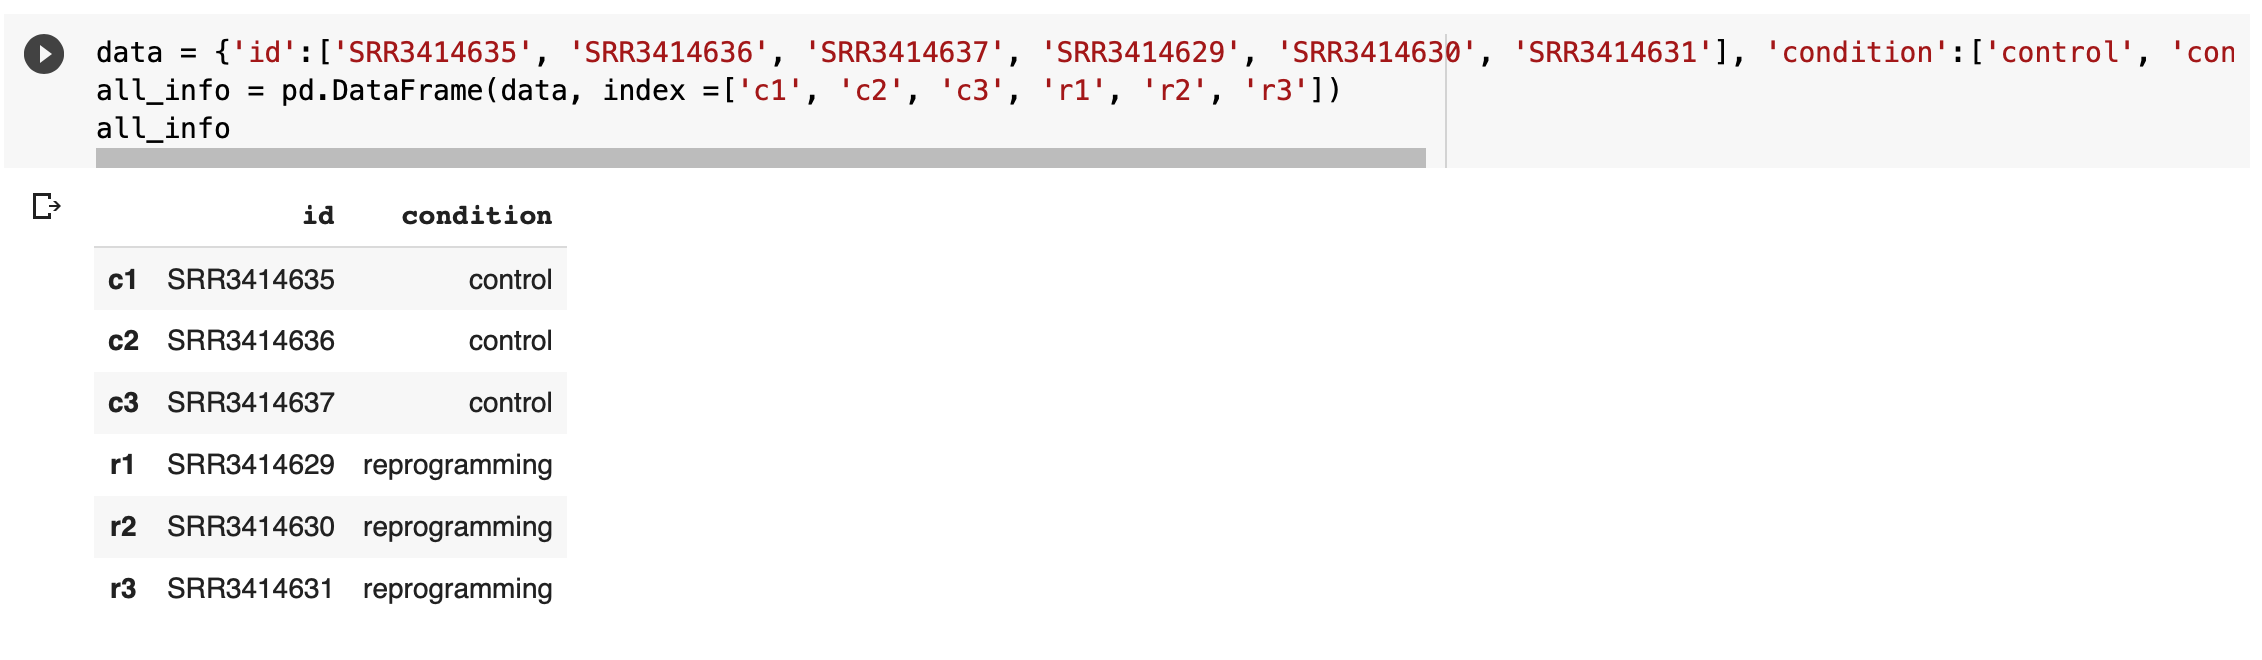 data = {'id':['SRR3414635', 'SRR3414636', 'SRR3414637', 'SRR3414629', 'SRR3414630', 'SRR3414631'], 'condition':['control', 'con
all_info = pd.DataFrame(data, index =['c1', 'c2', 'c3', 'r1', 'r2', 'r3'])
all_info
id condition
c1 SRR3414635 control
c2 SRR3414636 control
c3 SRR3414637 control
r1 SRR3414629 reprogramming
r2 SRR3414630 reprogramming
r3 SRR3414631 reprogramming